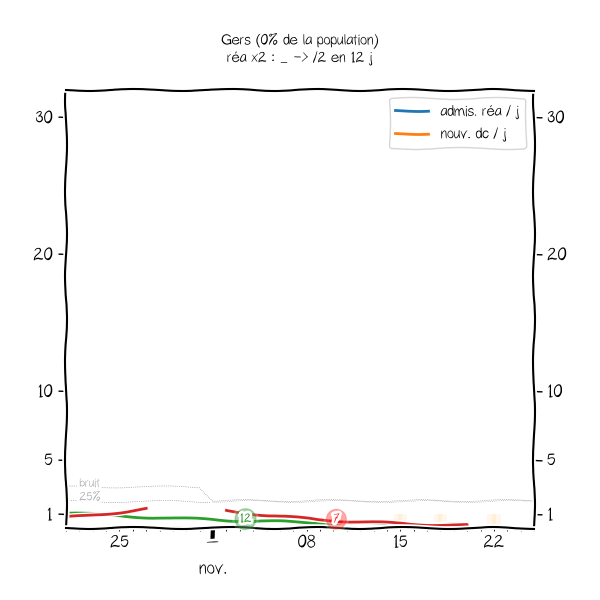 Gers (0% de la population)
réa x2 : _ -> /2 en 12 j
admis. réa / j
nouv. dc / j
30 30
20 20
10 10
5 5
bruit
25%
1 12 7 1
25 1 08 15 22
nov.